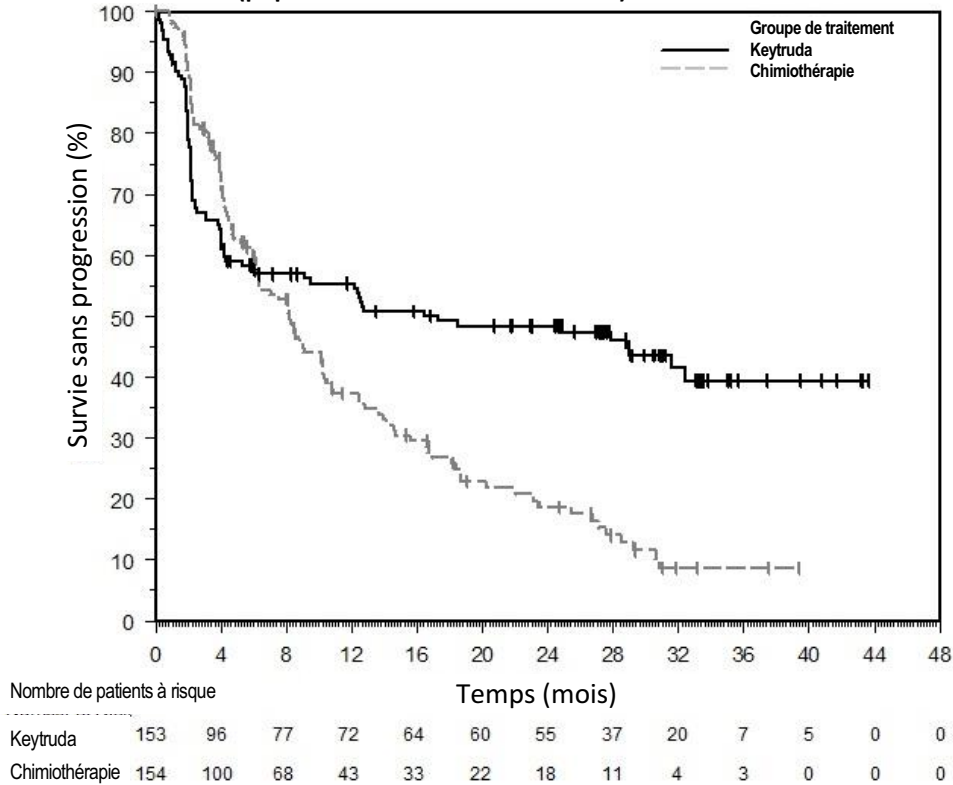 Groupe de traitement
Keytruda
Chimiothérapie
Survie sans progression (%)
100
90
80
70
60
50
40
30
20
10
0
0 4 8 12 16 20 24 28 32 36 40 44 48
Temps (mois)
Nombre de patients à risque
Keytruda 153 96 77 72 64 60 55 37 20 7 5 0 0
Chimiothérapie 154 100 68 43 33 22 18 11 4 3 0 0 0